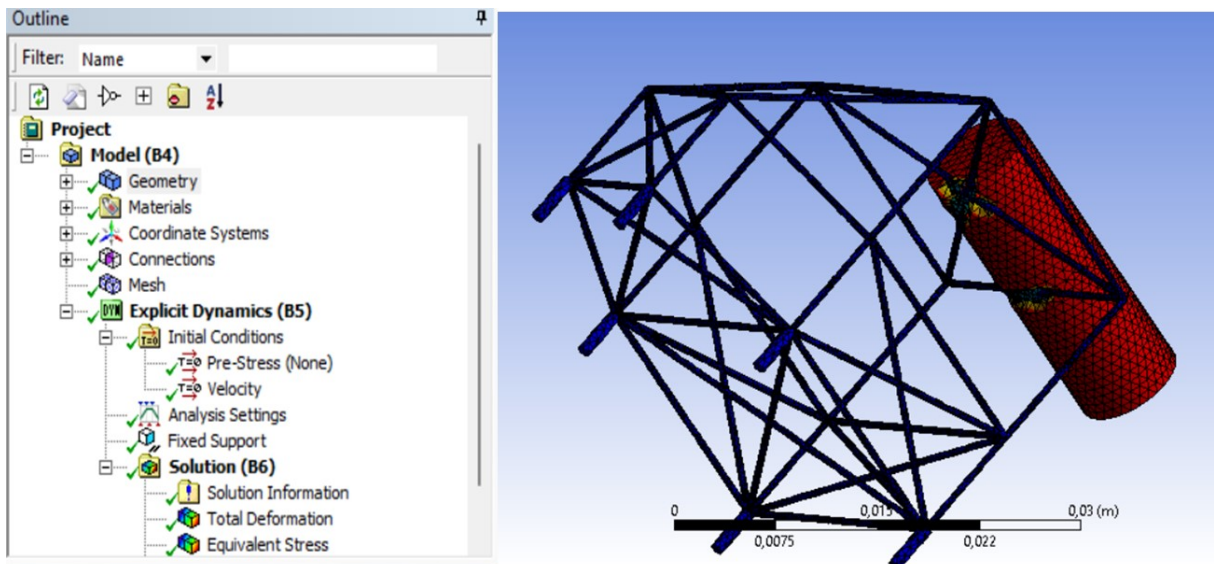 Outline
Filter: Name
Project
Model (B4)
Geometry
Materials
Coordinate Systems
Connections
Mesh
Explicit Dynamics (B5)
Initial Conditions
Pre-Stress (None)
Velocity
Analysis Settings
Fixed Support
Solution (B6)
Solution Information
Total Deformation
Equivalent Stress
0 0,015 0,03 (m)
0,0075 0,022